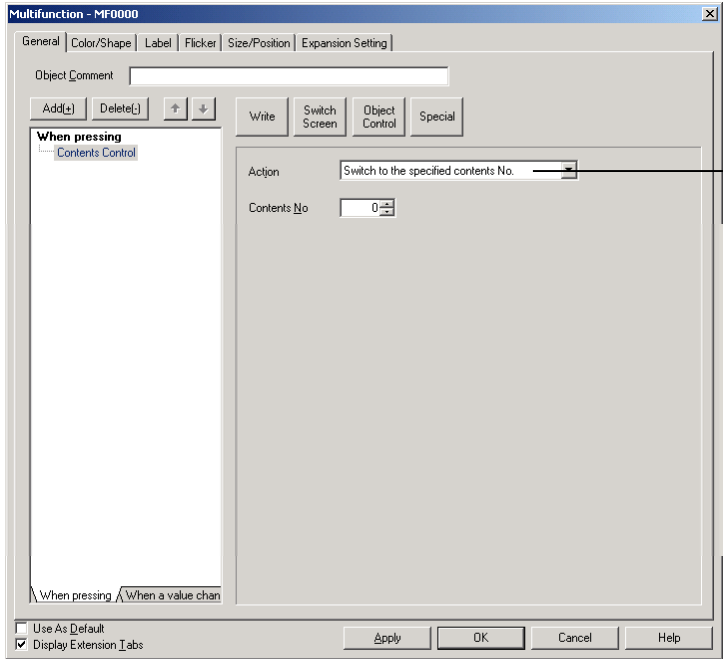 Multifunction - MF0000
General Color/Shape Label Flicker Size/Position Expansion Setting
Object Comment
Add(+) Delete(-)
Write Switch Screen Object Control Special
When pressing
Contents Control
Action Switch to the specified contents No.
Contents No 0
When pressing When a value chan
Use As Default
Display Extension Tabs
Apply OK Cancel Help